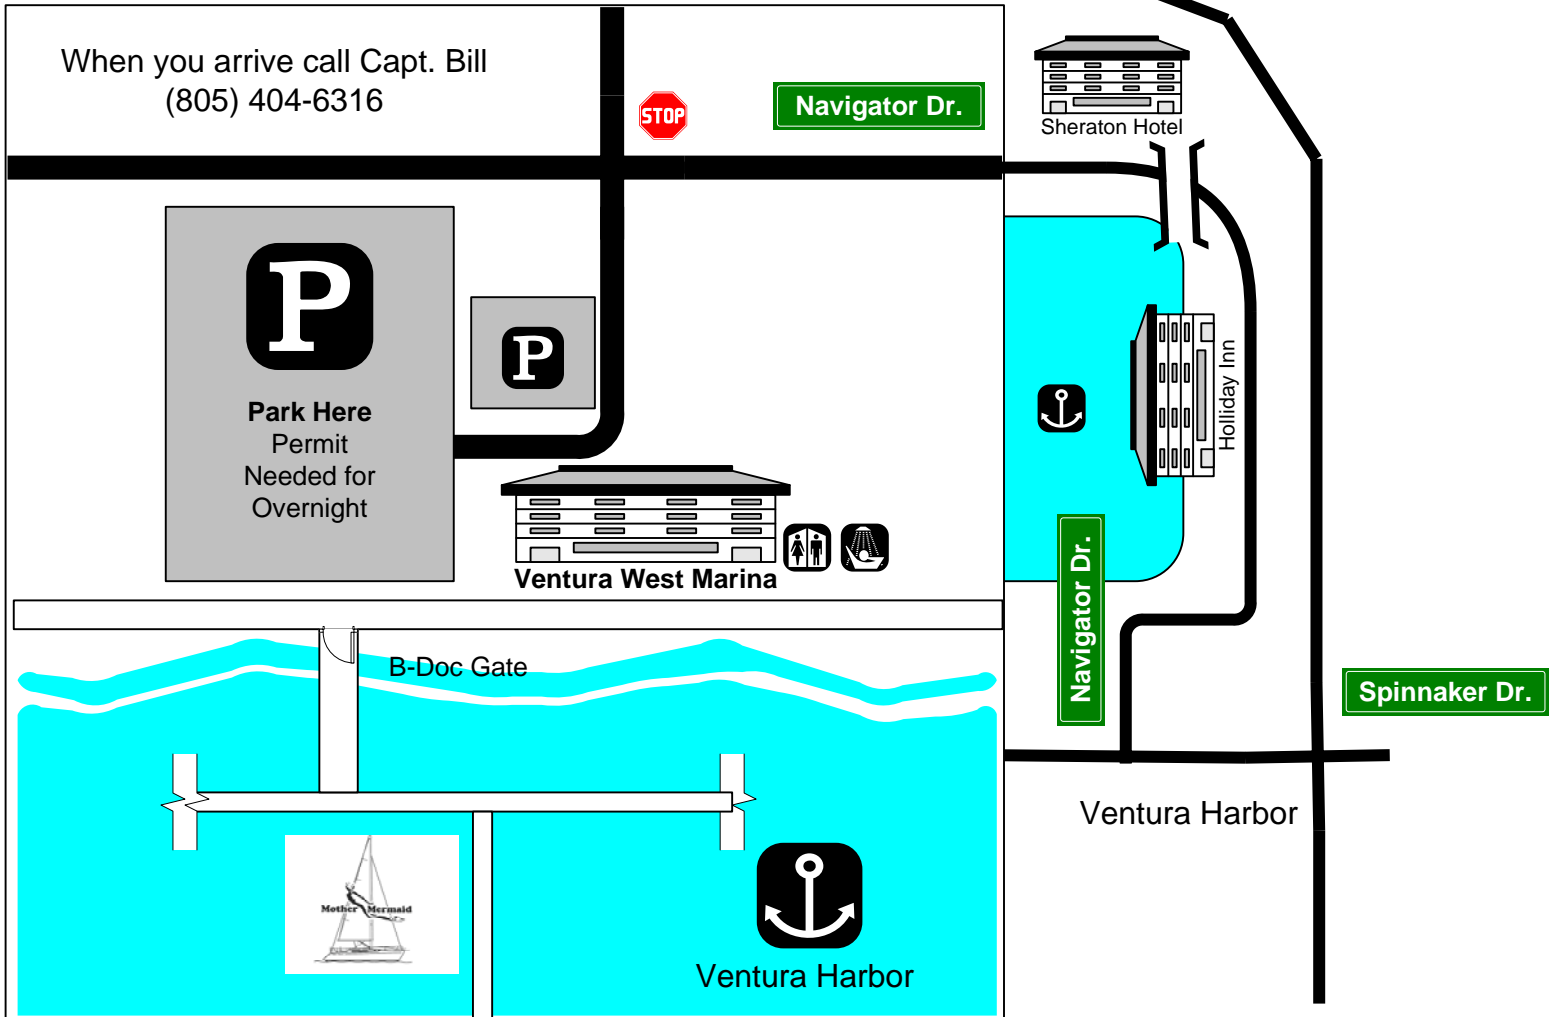 When you arrive call Capt. Bill
(805) 404-6316
STOP
Navigator Dr.
Sheraton Hotel
P
P
Park Here
Permit
Needed for
Overnight
Holliday Inn
Ventura West Marina
Navigator Dr.
B-Doc Gate
Spinnaker Dr.
Ventura Harbor
Mother Mermaid
Ventura Harbor